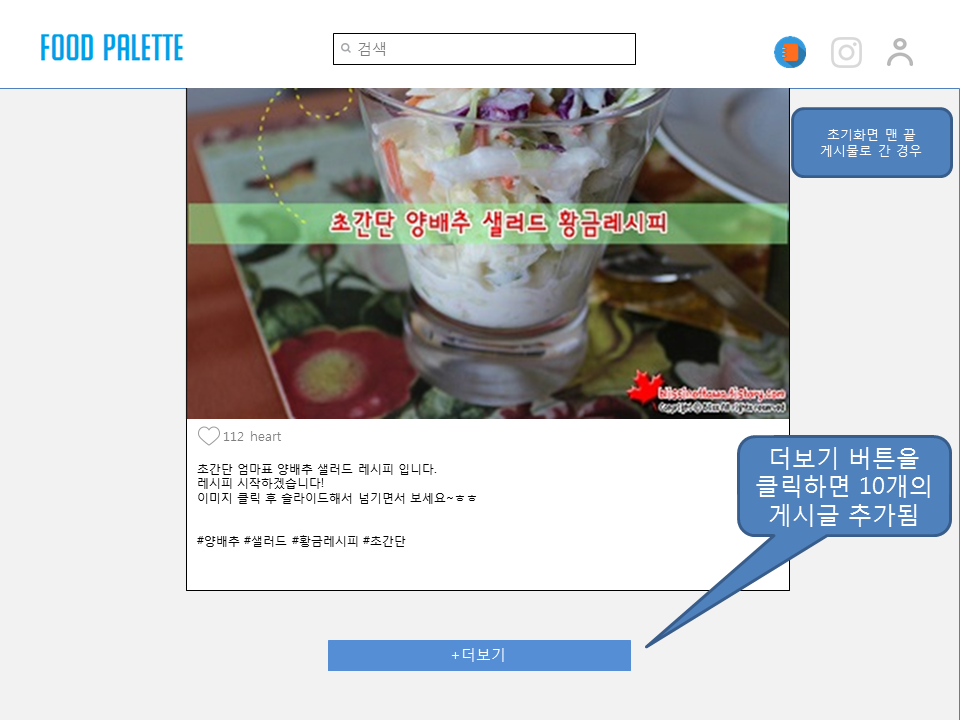 FOOD PALETTE
검색
초기화면 맨 끝
게시물로 간 경우
초간단 양배추 샐러드 황금레시피
blissinottawa.tistory.com
Copyright © Bliss All rights reserved
112 heart
초간단 엄마표 양배추 샐러드 레시피 입니다.
레시피 시작하겠습니다!
이미지 클릭 후 슬라이드해서 넘기면서 보세요~ㅎㅎ
#양배추 #샐러드 #황금레시피 #초간단
더보기 버튼을
클릭하면 10개의
게시글 추가됨
+더보기